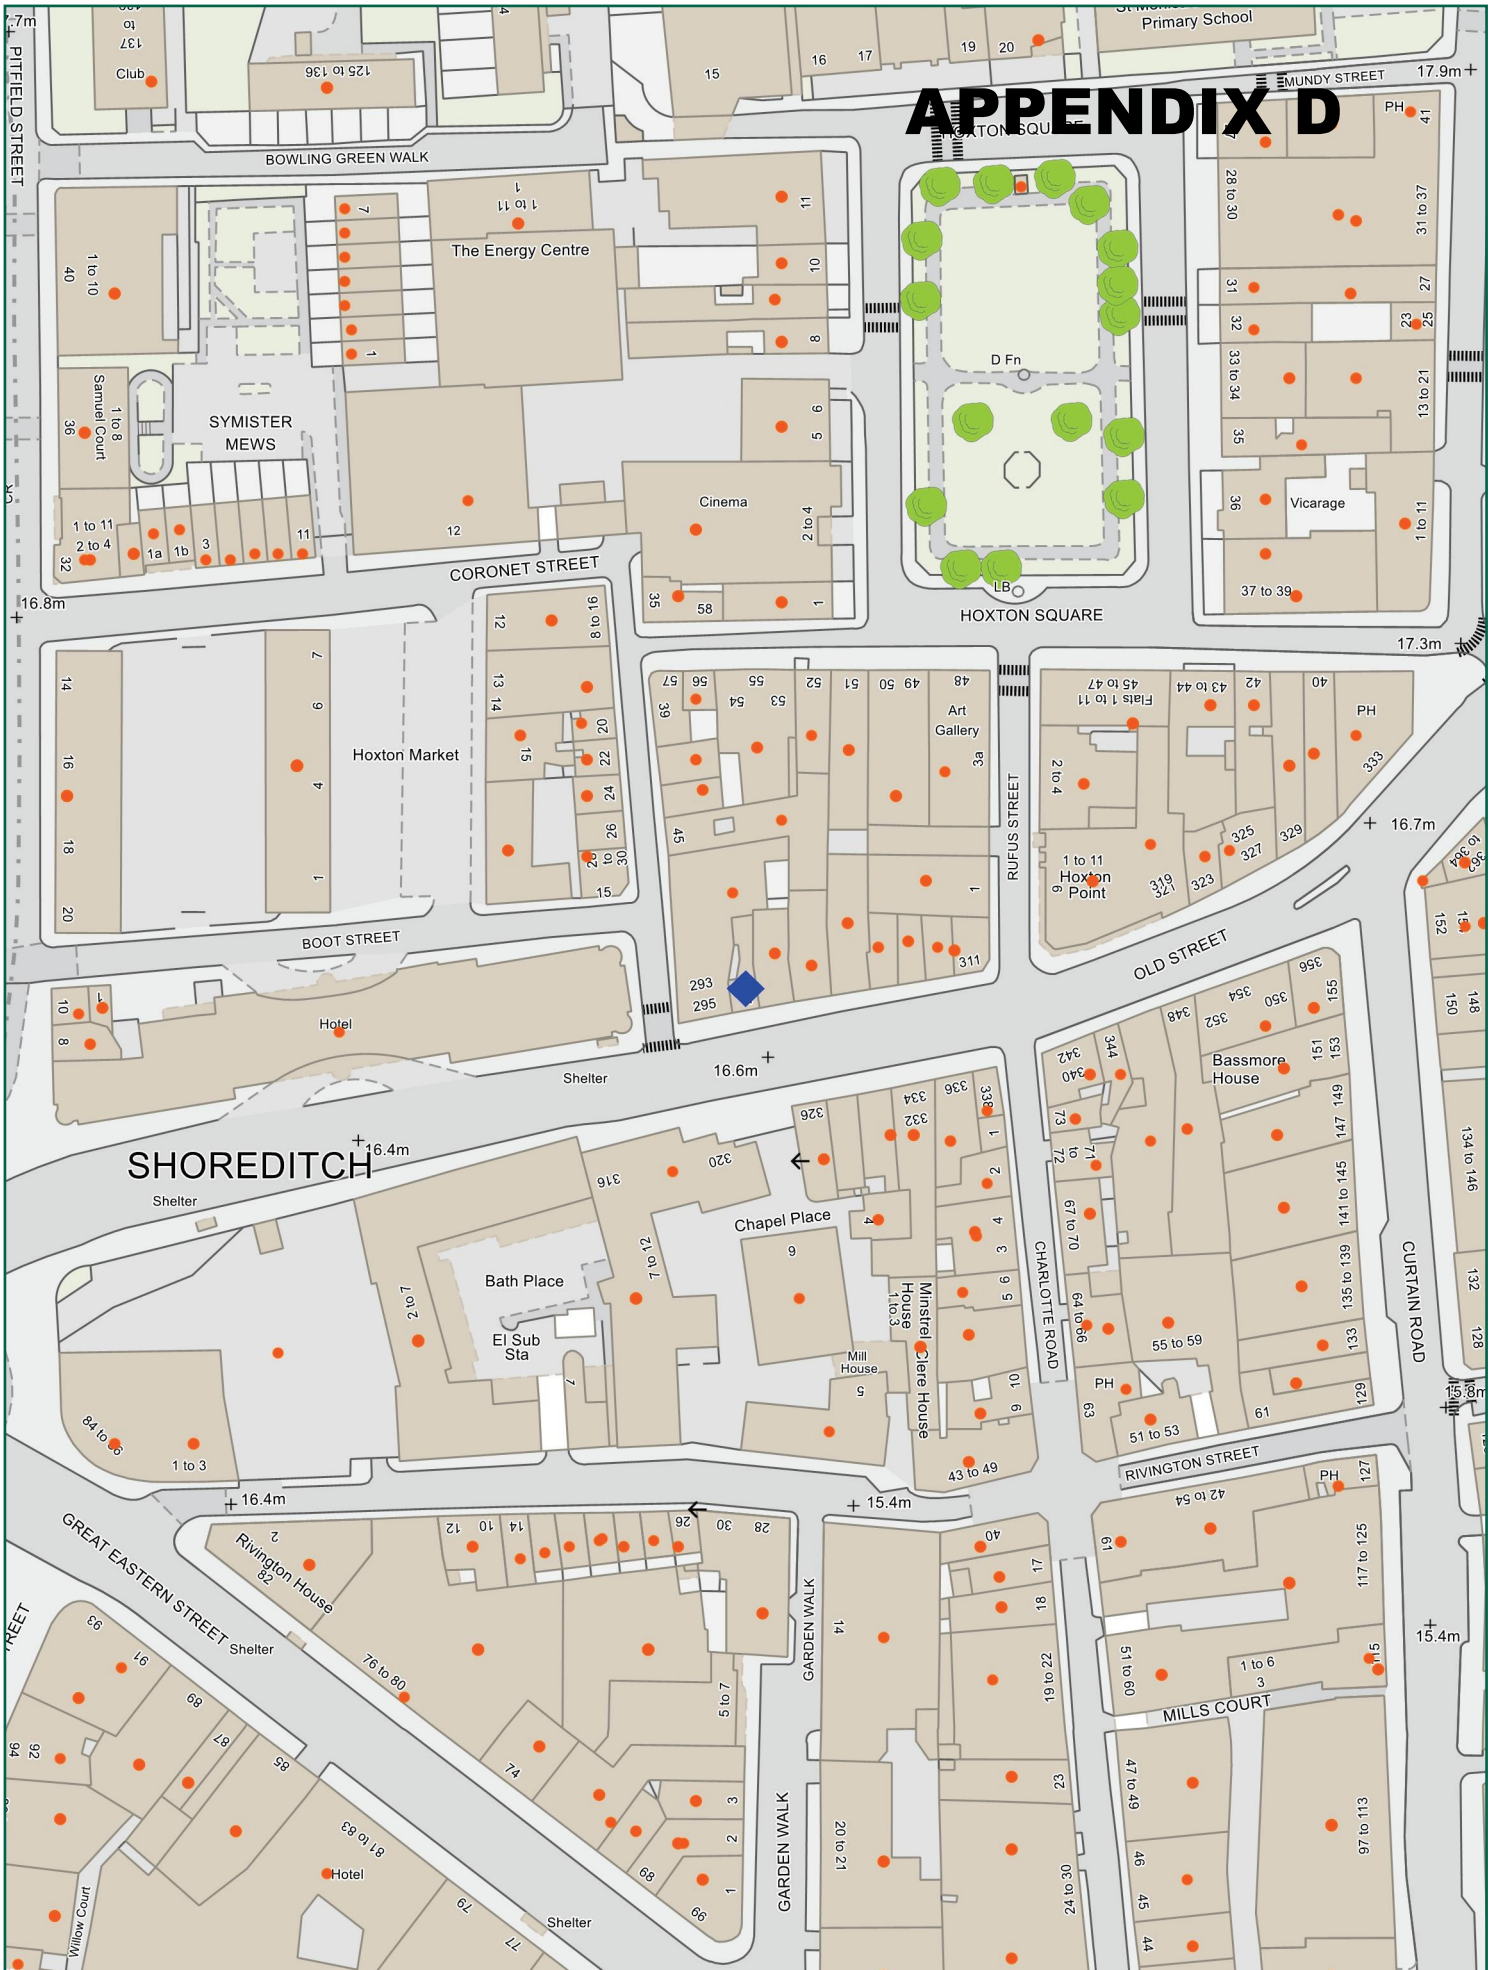 APPENDIX D
17.9m
Primary School
137
to
Club
125 to 136
15
16
17
19
20
MUNDY STREET
HOXTON SQUARE
PH
41
PITFIELD STREET
BOWLING GREEN WALK
7
1 to 11
1
The Energy Centre
11
10
8
28 to 30
31 to 37
31
27
32
23
25
33 to 34
13 to 21
35
36
Vicarage
1 to 11
37 to 39
1 to 10
40
1
D Fn
1 to 8
Samuel Court
36
SYMISTER
MEWS
6
5
Cinema
2 to 4
12
1 to 11
2 to 4
32
1a
1b
3
11
CORONET STREET
35
58
1
LB
HOXTON SQUARE
16.8m
17.3m
14
16
18
20
7
6
4
1
Hoxton Market
12
8 to 16
13
14
15
20
22
24
26
28
to
30
15
57
56
55
54
53
52
51
50
49
48
39
45
Art
Gallery
3a
1
RUFUS STREET
Flats 1 to 11
45 to 47
43 to 44
42
40
PH
333
2 to 4
1 to 11
Hoxton
Point
9
319
321
323
325
327
329
16.7m
BOOT STREET
293
295
311
OLD STREET
10
1
8
Hotel
Shelter
16.6m
152
150
148
356
354
350
352
348
155
Bassmore
House
151
153
344
342
340
73
71
to
72
67 to 70
147
149
141 to 145
134 to 146
SHOREDITCH
16.4m
Shelter
316
320
326
334
332
336
338
1
2
4
3
5
6
Chapel Place
4
9
7 to 12
Bath Place
El Sub
Sta
2 to 7
7
Minstrel House
1 to 3
Clere House
Mill
House
5
10
9
43 to 49
CHARLOTTE ROAD
64 to 66
55 to 59
135 to 139
133
129
132
128
CURTAIN ROAD
15.8m
PH
63
51 to 53
61
RIVINGTON STREET
84 to 86
1 to 3
16.4m
15.4m
GREAT EASTERN STREET
2
Rivington House
82
12
10
14
26
30
28
40
17
18
42 to 54
PH
127
61
117 to 125
GARDEN WALK
14
19 to 22
51 to 60
1 to 6
3
15.4m
MILLS COURT
Shelter
76 to 80
5 to 7
93
91
89
87
85
94
92
74
3
2
1
68
66
GARDEN WALK
20 to 21
23
24 to 30
47 to 49
46
45
44
97 to 113
81 to 83
Hotel
79
77
Shelter
Willow Court